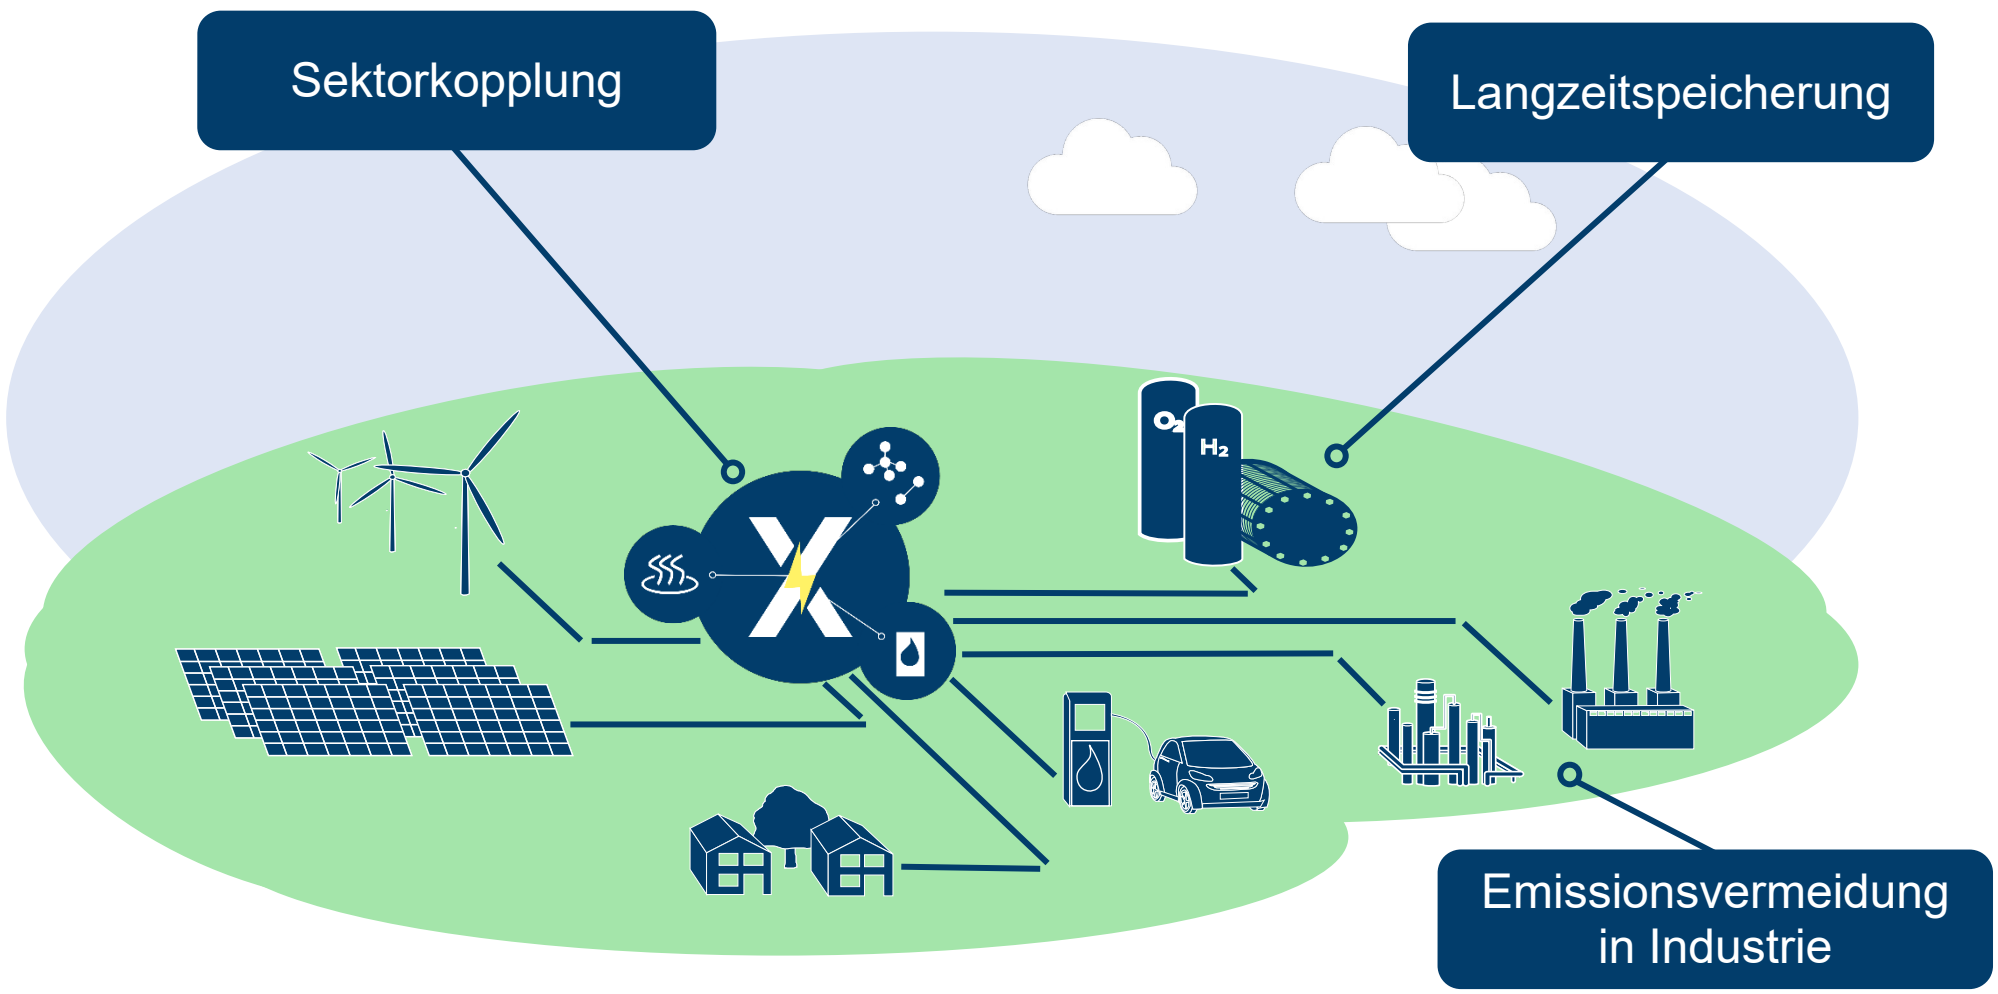 Sektorkopplung
Langzeitspeicherung
O₂
H₂
X
Emissionsvermeidung
in Industrie